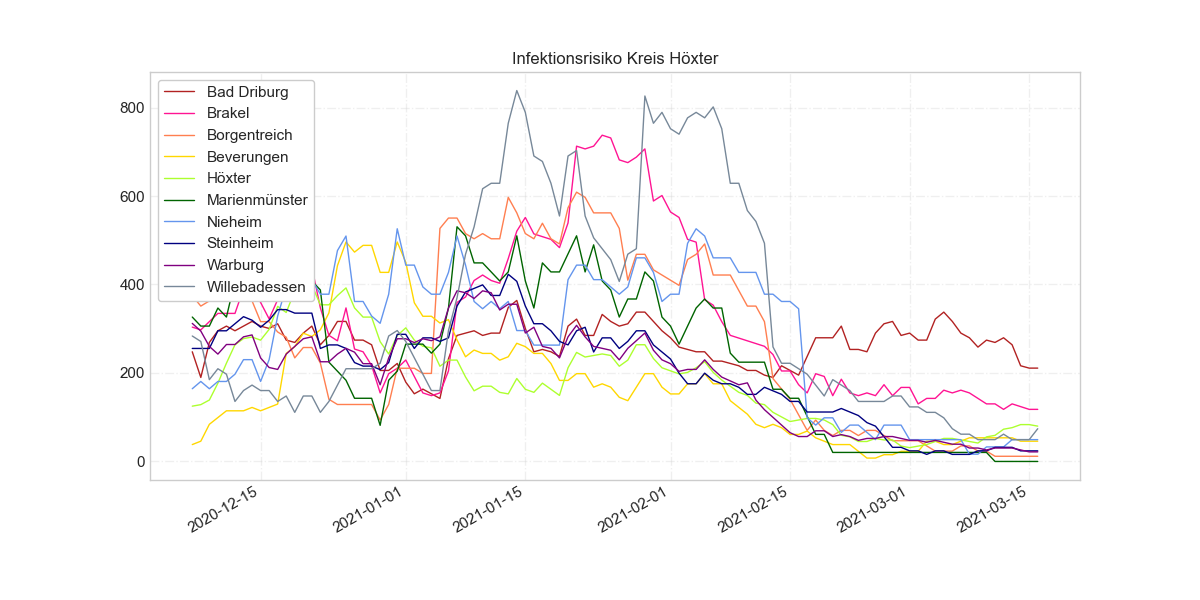 Infektionsrisiko Kreis Höxter
800
600
400
200
0
Bad Driburg
Brakel
Borgentreich
Beverungen
Höxter
Marienmünster
Nieheim
Steinheim
Warburg
Willebadessen
2020-12-15
2021-01-01
2021-01-15
2021-02-01
2021-02-15
2021-03-01
2021-03-15